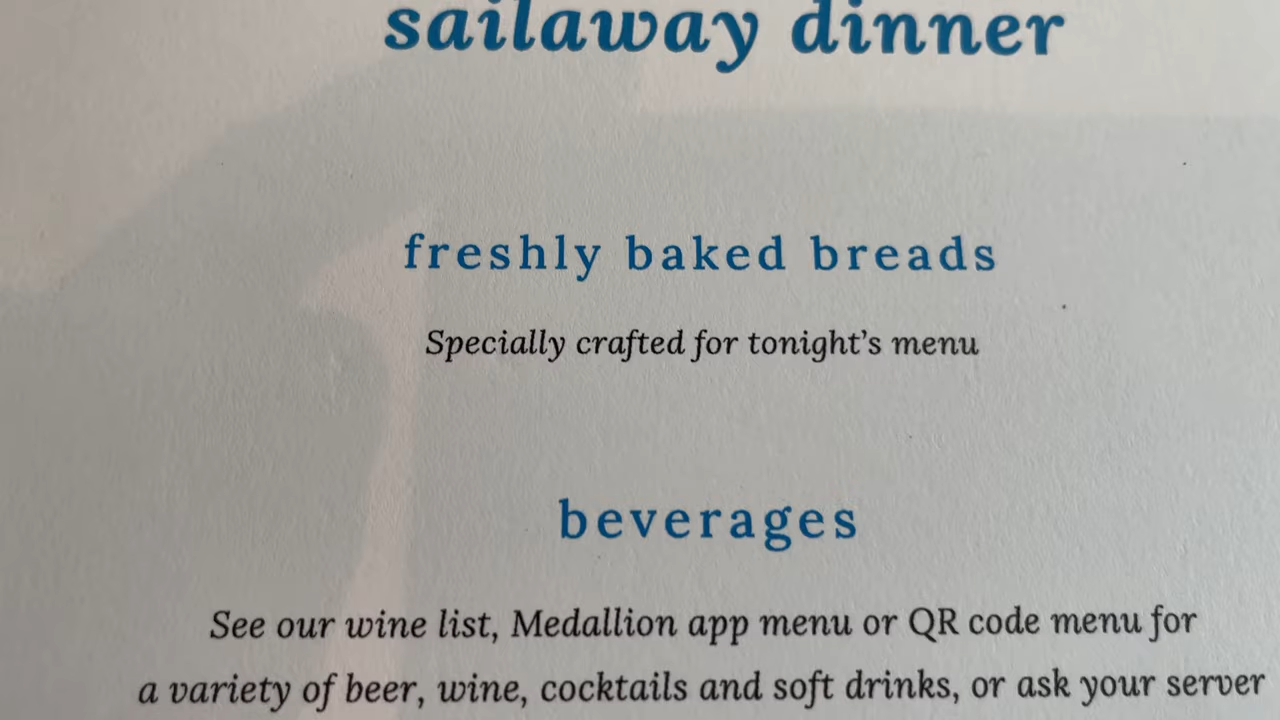 sailaway dinner
freshly baked breads
Specially crafted for tonight’s menu
beverages
See our wine list, Medallion app menu or QR code menu for
a variety of beer, wine, cocktails and soft drinks, or ask your server